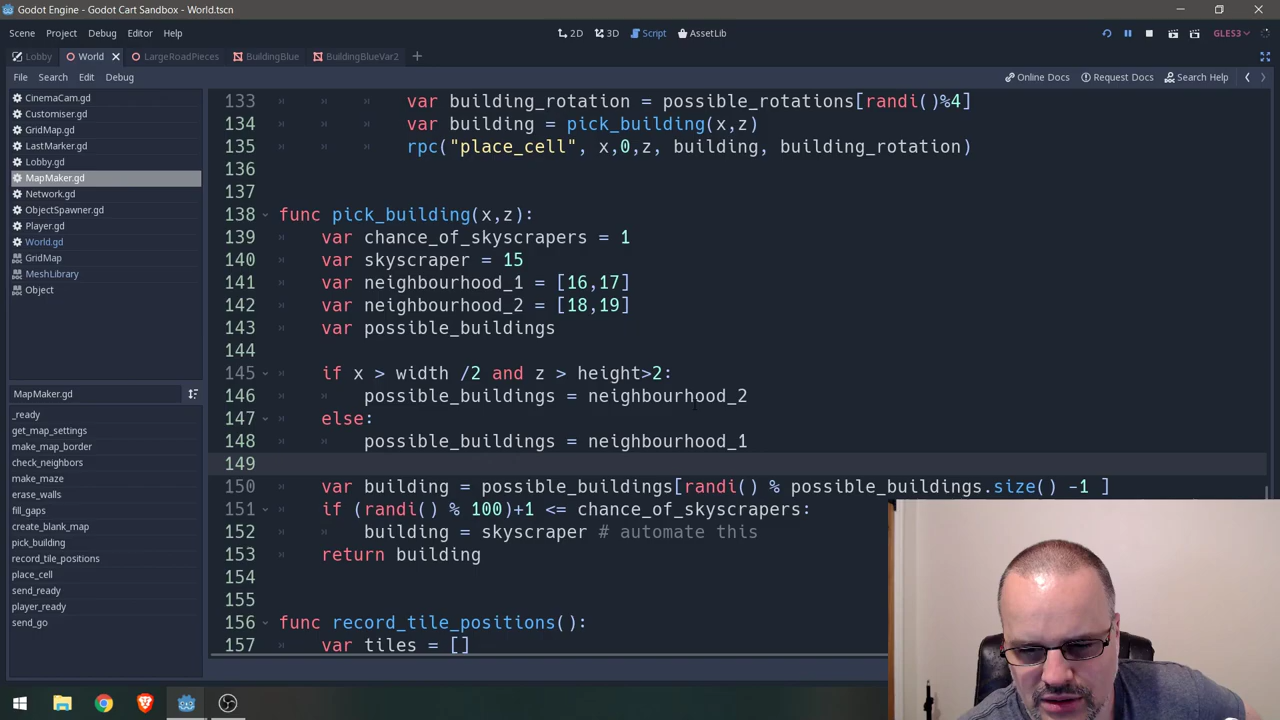 Godot Engine - Godot Cart Sandbox - World.tscn
Scene Project Debug Editor Help
2D 3D Script AssetLib
GLES3
Lobby World LargeRoadPieces BuildingBlue BuildingBlueVar2
File Search Edit Debug
Online Docs Request Docs Search Help
CinemaCam.gd
Customiser.gd
GridMap.gd
LastMarker.gd
Lobby.gd
MapMaker.gd
Network.gd
ObjectSpawner.gd
Player.gd
World.gd
GridMap
MeshLibrary
Object
MapMaker.gd
_ready
get_map_settings
make_map_border
check_neighbors
make_maze
erase_walls
fill_gaps
create_blank_map
pick_building
record_tile_positions
place_cell
send_ready
player_ready
send_go
133 var building_rotation = possible_rotations[randi()%4]
134 var building = pick_building(x,z)
135 rpc("place_cell", x,0,z, building, building_rotation)
136
137
138 func pick_building(x,z):
139 var chance_of_skyscrapers = 1
140 var skyscraper = 15
141 var neighbourhood_1 = [16,17]
142 var neighbourhood_2 = [18,19]
143 var possible_buildings
144
145 if x > width /2 and z > height>2:
146 possible_buildings = neighbourhood_2
147 else:
148 possible_buildings = neighbourhood_1
149
150 var building = possible_buildings[randi() % possible_buildings.size() -1 ]
151 if (randi() % 100)+1 <= chance_of_skyscrapers:
152 building = skyscraper # automate this
153 return building
154
155
156 func record_tile_positions():
157 var tiles = []